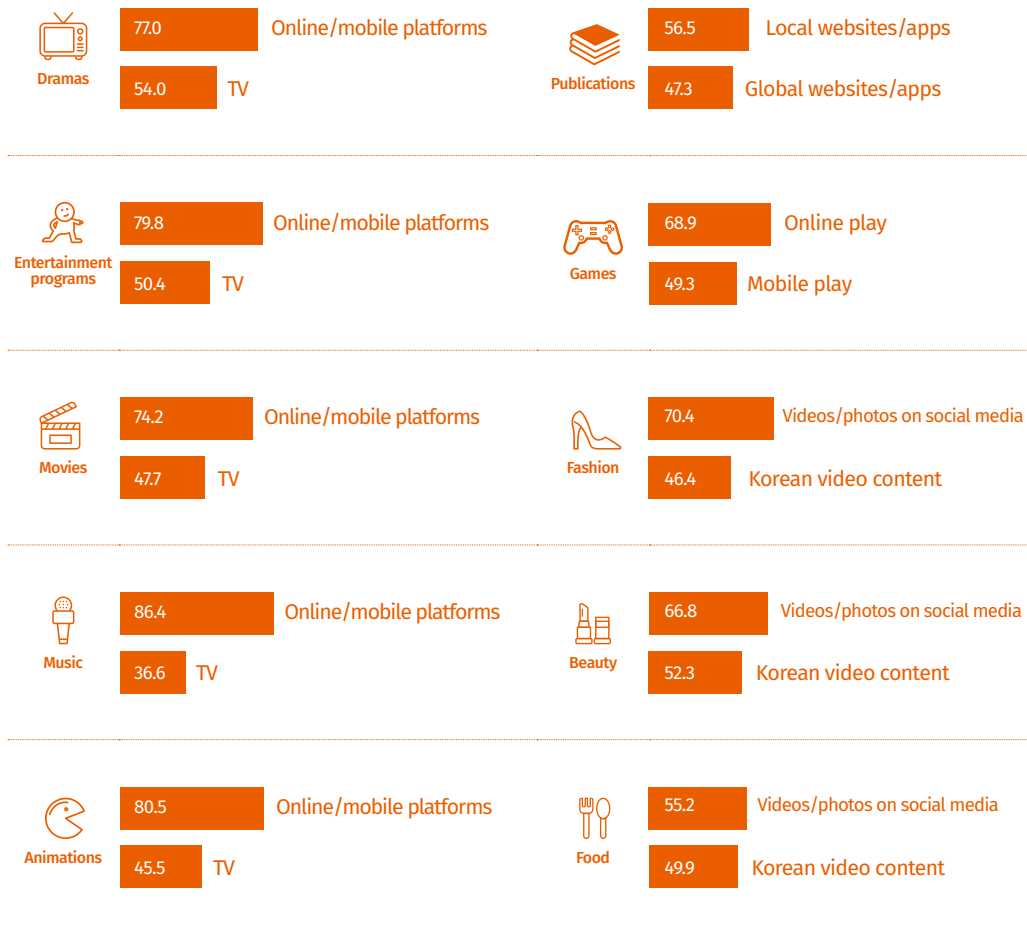 77.0 Online/mobile platforms
Dramas
54.0 TV
56.5 Local websites/apps
Publications
47.3 Global websites/apps
79.8 Online/mobile platforms
Entertainment
programs
50.4 TV
68.9 Online play
Games
49.3 Mobile play
74.2 Online/mobile platforms
Movies
47.7 TV
70.4 Videos/photos on social media
Fashion
46.4 Korean video content
86.4 Online/mobile platforms
Music
36.6 TV
66.8 Videos/photos on social media
Beauty
52.3 Korean video content
80.5 Online/mobile platforms
Animations
45.5 TV
55.2 Videos/photos on social media
Food
49.9 Korean video content